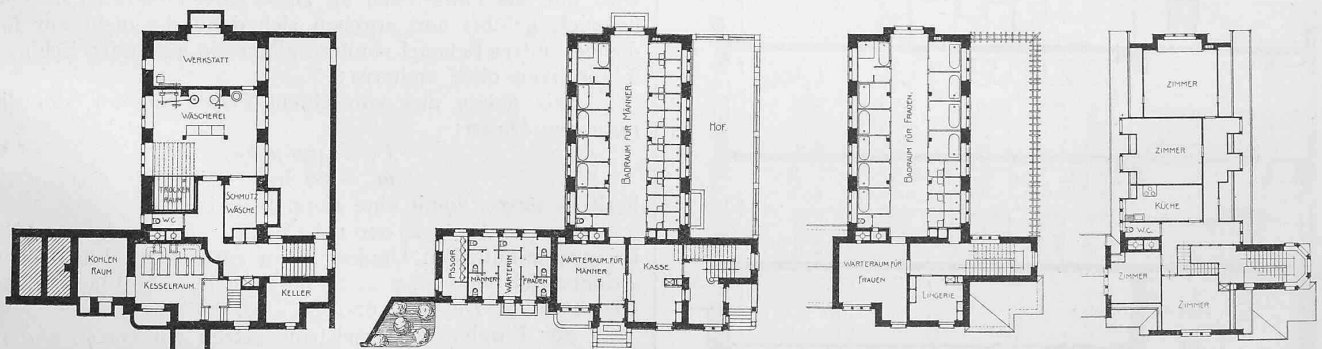 WERKSTATT
WÄSCHEREI
TROCKEN
RAUM
SCHMUTZ
WÄSCHE
W.C.
KOHLEN
RAUM
KESSELRAUM
KELLER
BADRAUM FÜR MÄNNER
HOF.
PISSOIR
MÄNNER
WÄRTERIN
FRAUEN
WARTERAUM FÜR
MÄNNER
KASSE
BADRAUM FÜR FRAUEN.
WARTERAUM FÜR
FRAUEN
LINGERIE
ZIMMER
ZIMMER
KÜCHE
W.C.
ZIMMER
ZIMMER